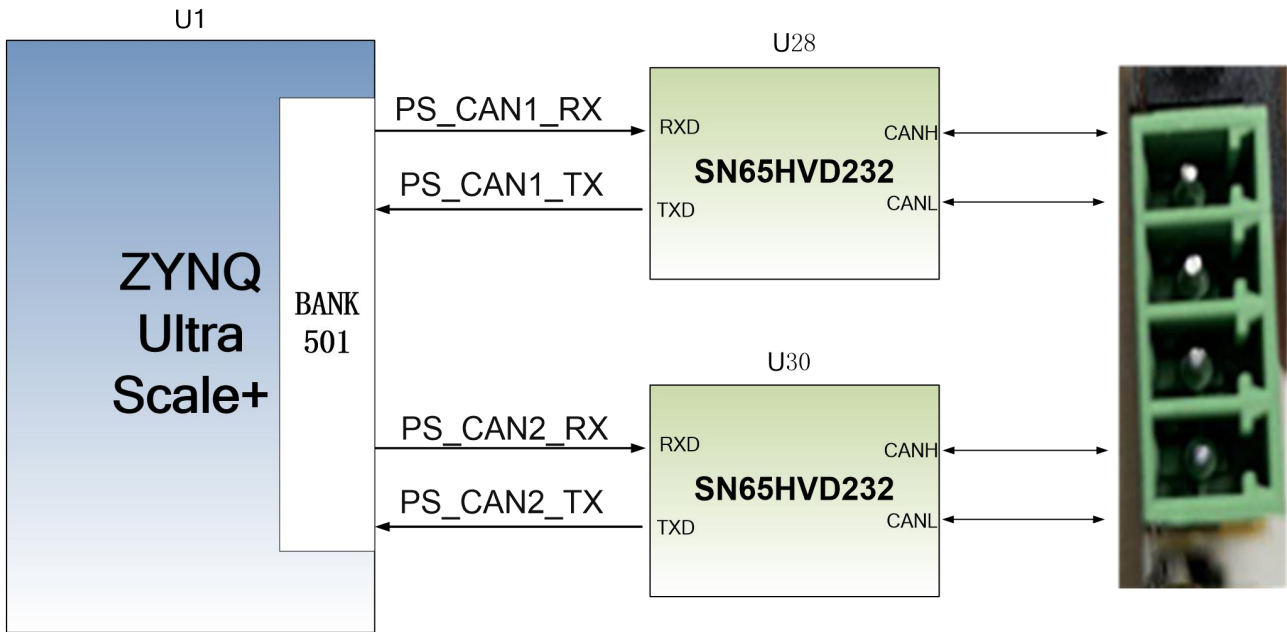 U1
ZYNQ
Ultra
Scale+
BANK
501
PS_CAN1_RX
PS_CAN1_TX
PS_CAN2_RX
PS_CAN2_TX
U28
RXD
CANH
SN65HVD232
TXD
CANL
U30
RXD
CANH
SN65HVD232
TXD
CANL